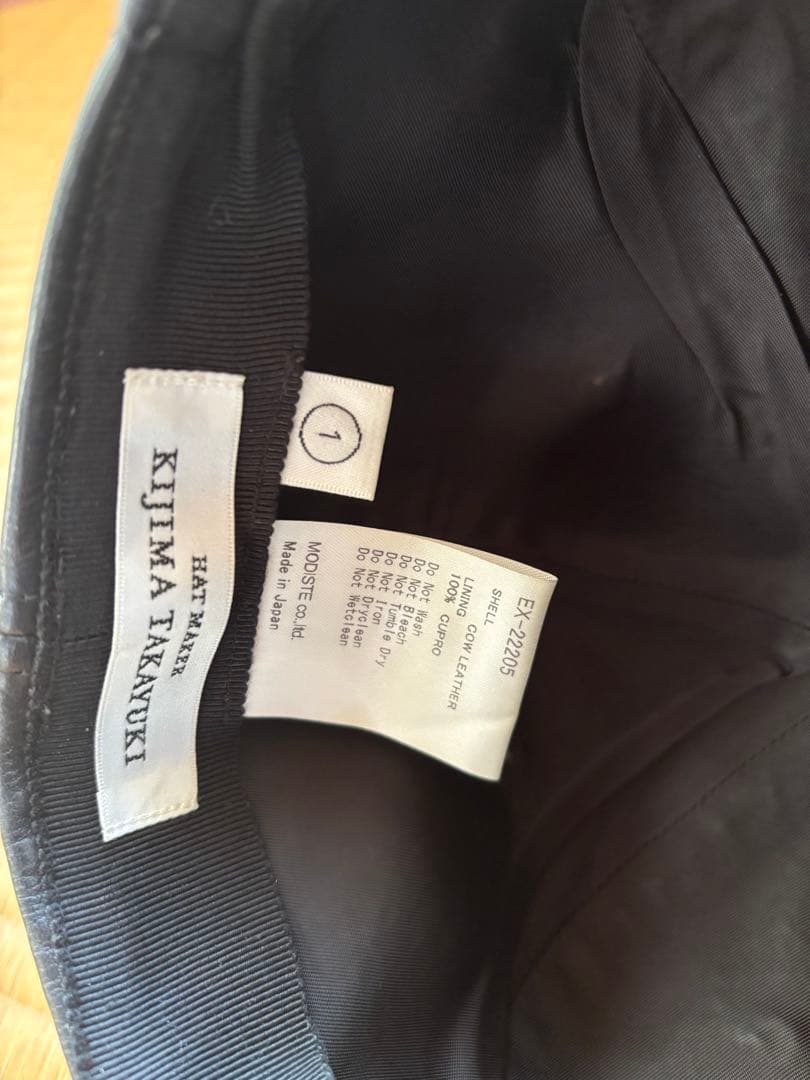 HAT MAKER
KIJIMA TAKAYUKI
1
EX-22205
SHELL
COW LEATHER
LINING
100% CUPRO
Do Not Wash
Do Not Bleach
Do Not Tumble Dry
Do Not Iron
Do Not Dryclean
Do Not Wetclean
MODISTE co.,ltd.
Made in Japan